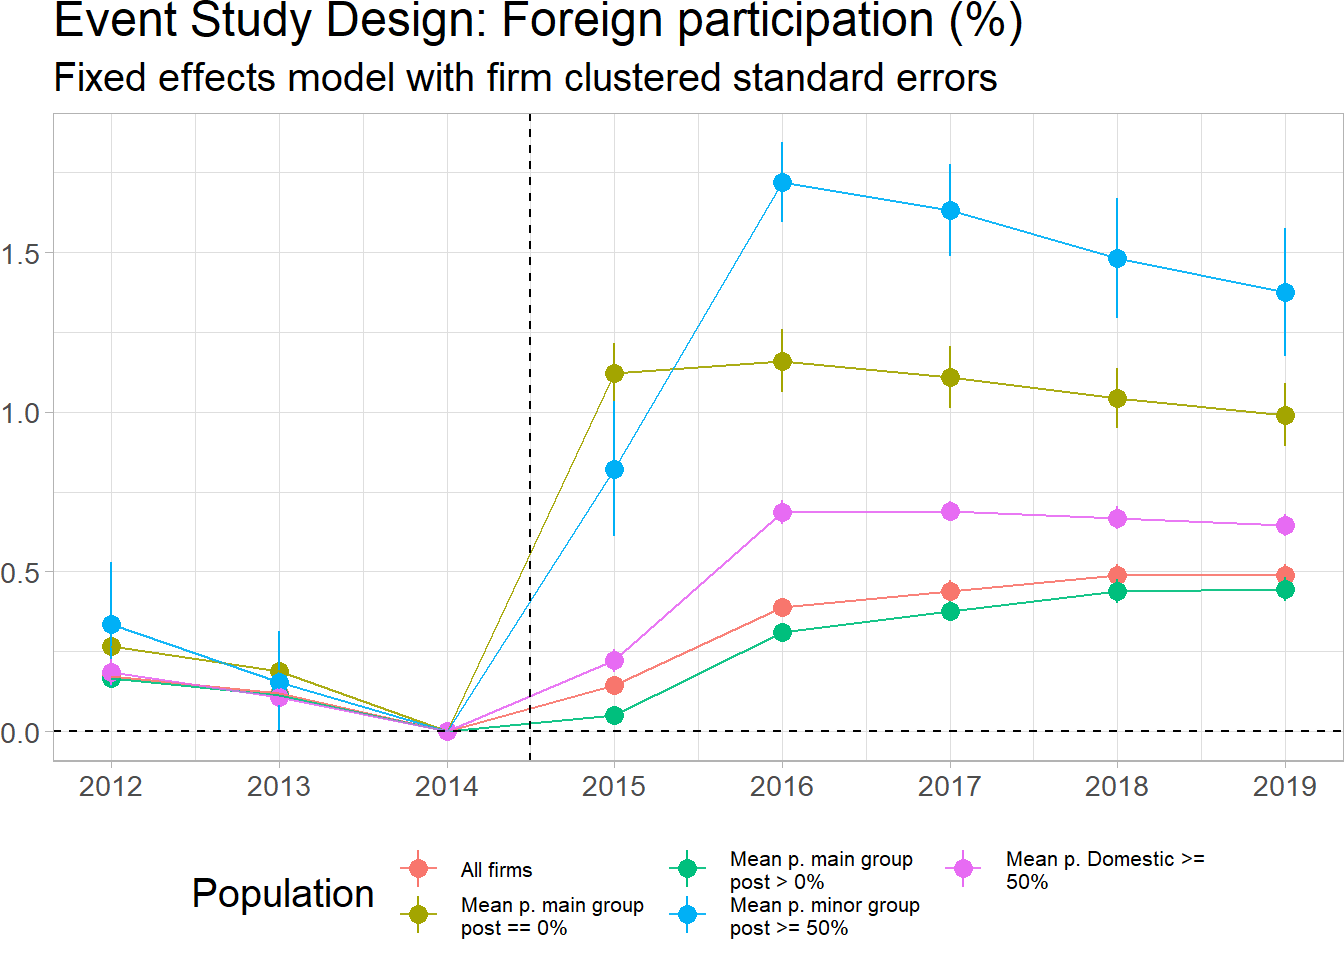 Event Study Design: Foreign participation (%)
Fixed effects model with firm clustered standard errors
1.5
1.0
0.5
0.0
2012 2013 2014 2015 2016 2017 2018 2019
Population
All firms
Mean p. main group
post == 0%
Mean p. main group
post > 0%
Mean p. minor group
post >= 50%
Mean p. Domestic >=
50%